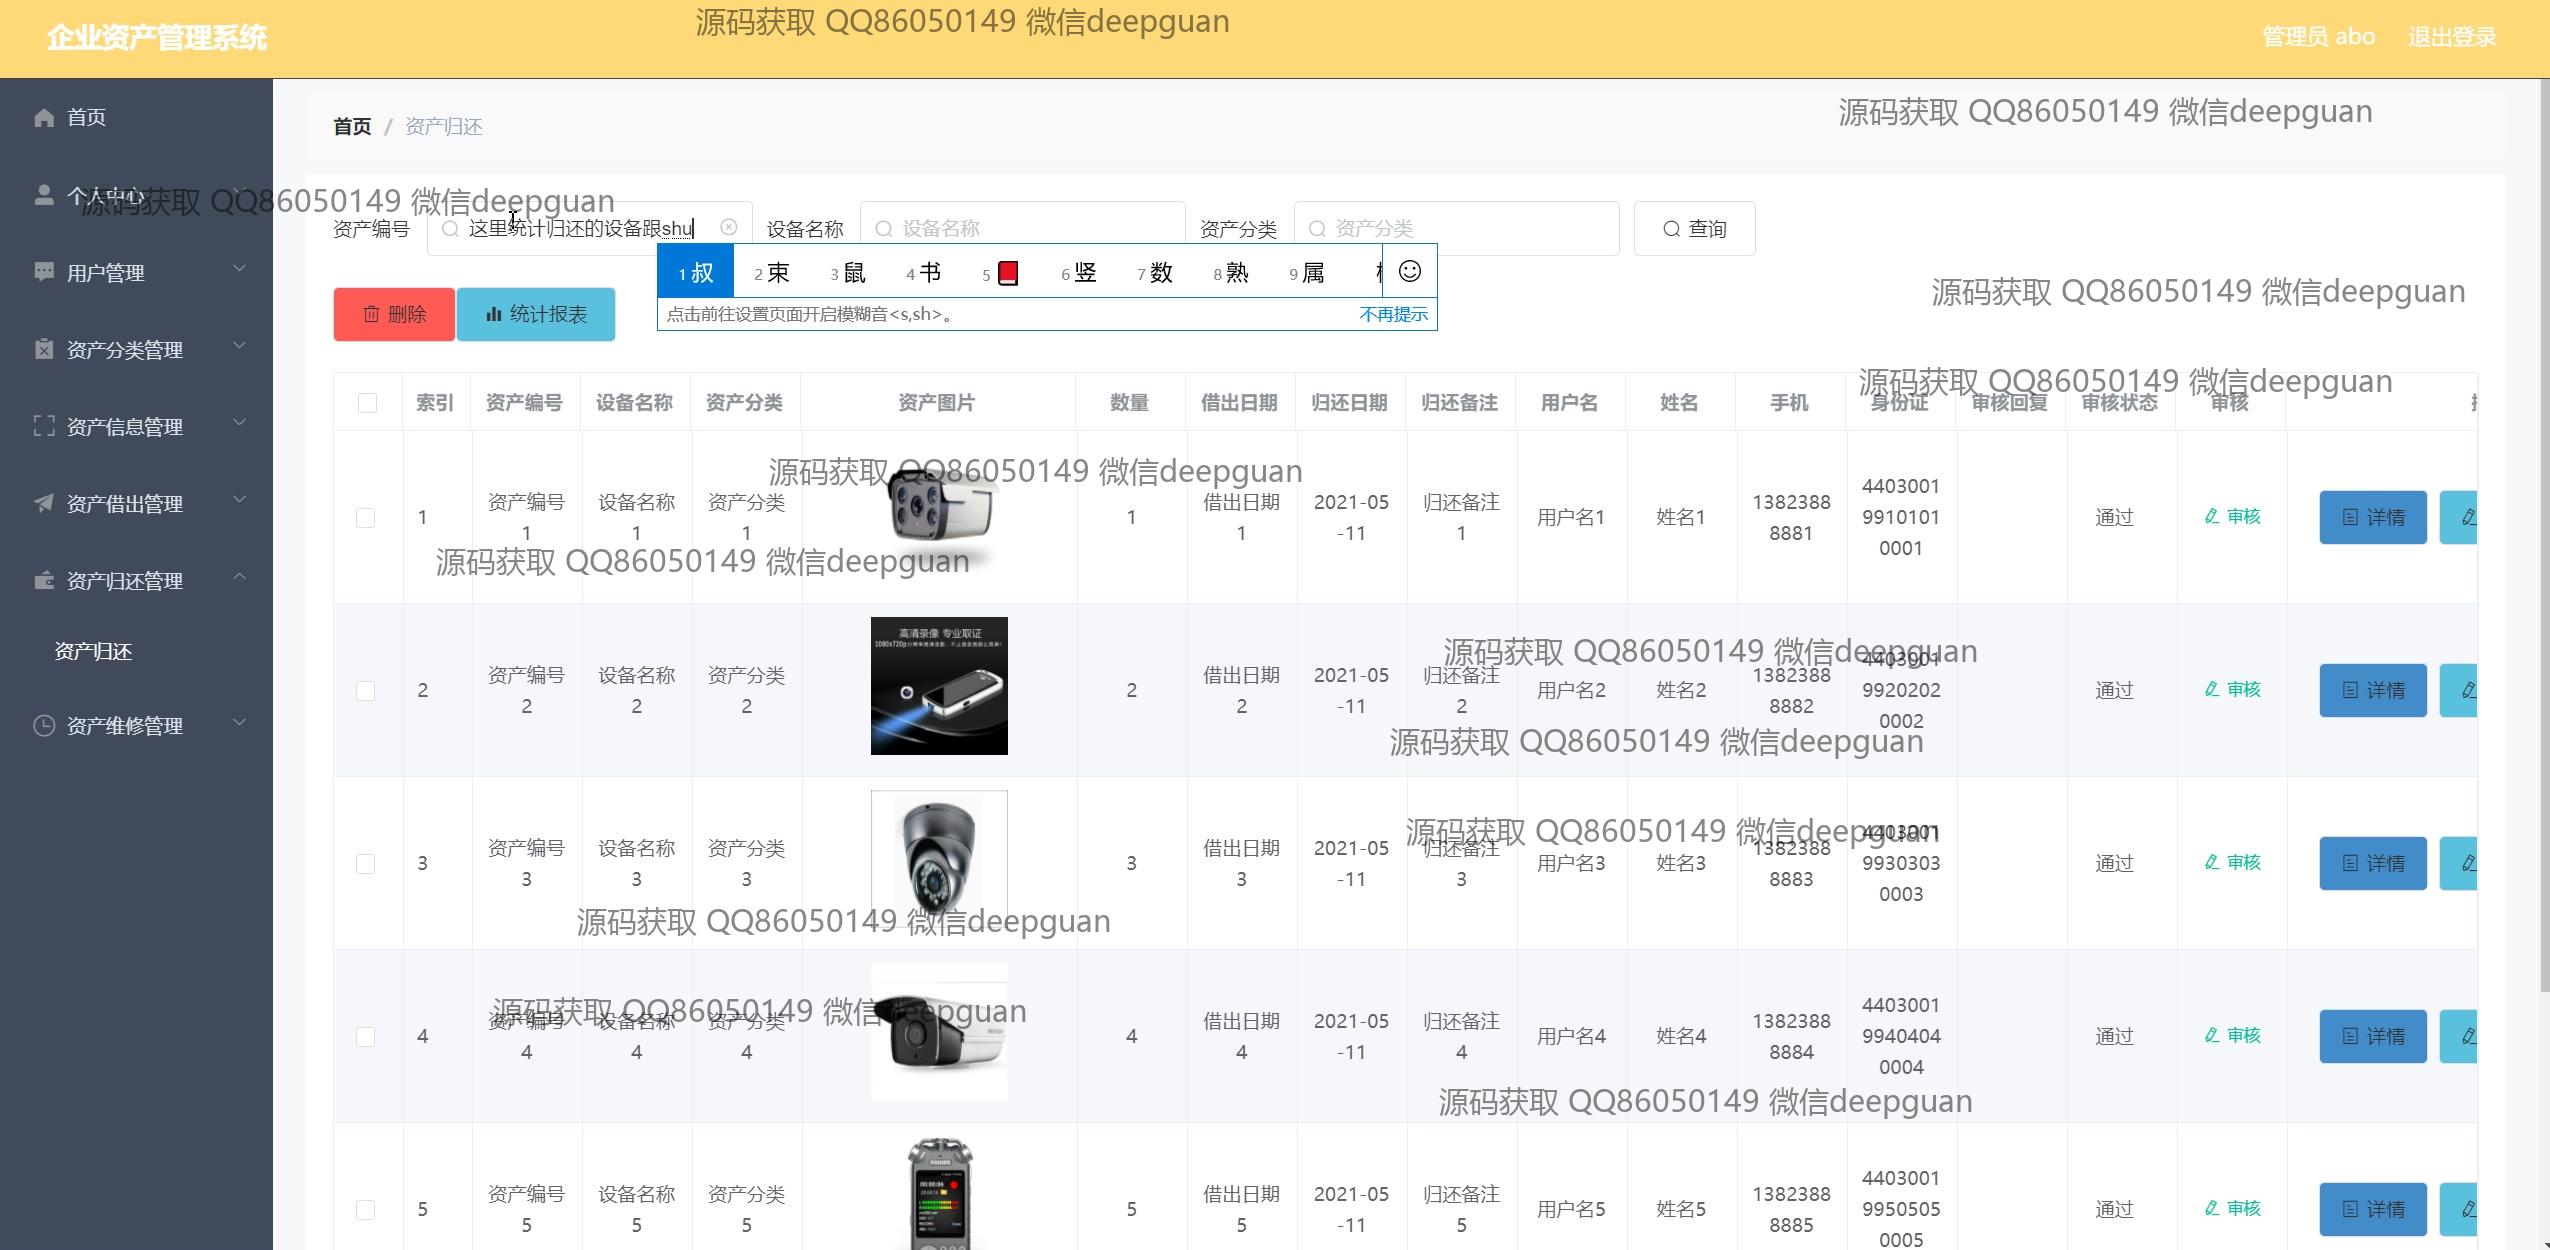 企业资产管理系统
源码获取 QQ86050149 微信deepguan
管理员 abo
退出登录
首页
个人中心
用户管理
资产分类管理
资产信息管理
资产借出管理
资产归还管理
资产归还
资产维修管理
首页 / 资产归还
源码获取 QQ86050149 微信deepguan
源码获取 QQ86050149 微信deepguan
资产编号 这里统计归还的设备跟shu 设备名称 设备名称 资产分类 资产分类 查询
1 叔 2 束 3 鼠 4 书 5 6 竖 7 数 8 熟 9 属
点击前往设置页面开启模糊音<s,sh>。 不再提示
删除 统计报表
源码获取 QQ86050149 微信deepguan
源码获取 QQ86050149 微信deepguan
索引 资产编号 设备名称 资产分类 资产图片 数量 借出日期 归还日期 归还备注 用户名 姓名 手机 身份证 审核回复 审核状态 审核
源码获取 QQ86050149 微信deepguan
1 资产编号1 设备名称1 资产分类1 1 借出日期1 2021-05-11 归还备注1 用户名1 姓名1 13823888881 440300199101010001 通过 审核 详情
源码获取 QQ86050149 微信deepguan
高清录像 专业取证
源码获取 QQ86050149 微信deepguan
2 资产编号2 设备名称2 资产分类2 2 借出日期2 2021-05-11 归还备注2 用户名2 姓名2 13823888882 440300199202020002 通过 审核 详情
源码获取 QQ86050149 微信deepguan
源码获取 QQ86050149 微信deepguan
3 资产编号3 设备名称3 资产分类3 3 借出日期3 2021-05-11 归还备注3 用户名3 姓名3 13823888883 440300199303030003 通过 审核 详情
源码获取 QQ86050149 微信deepguan
源码获取 QQ86050149 微信deepguan
4 资产编号4 设备名称4 资产分类4 4 借出日期4 2021-05-11 归还备注4 用户名4 姓名4 13823888884 440300199404040004 通过 审核 详情
源码获取 QQ86050149 微信deepguan
PHILIPS
00:00:06
5 资产编号5 设备名称5 资产分类5 5 借出日期5 2021-05-11 归还备注5 用户名5 姓名5 13823888885 440300199505050005 通过 审核 详情